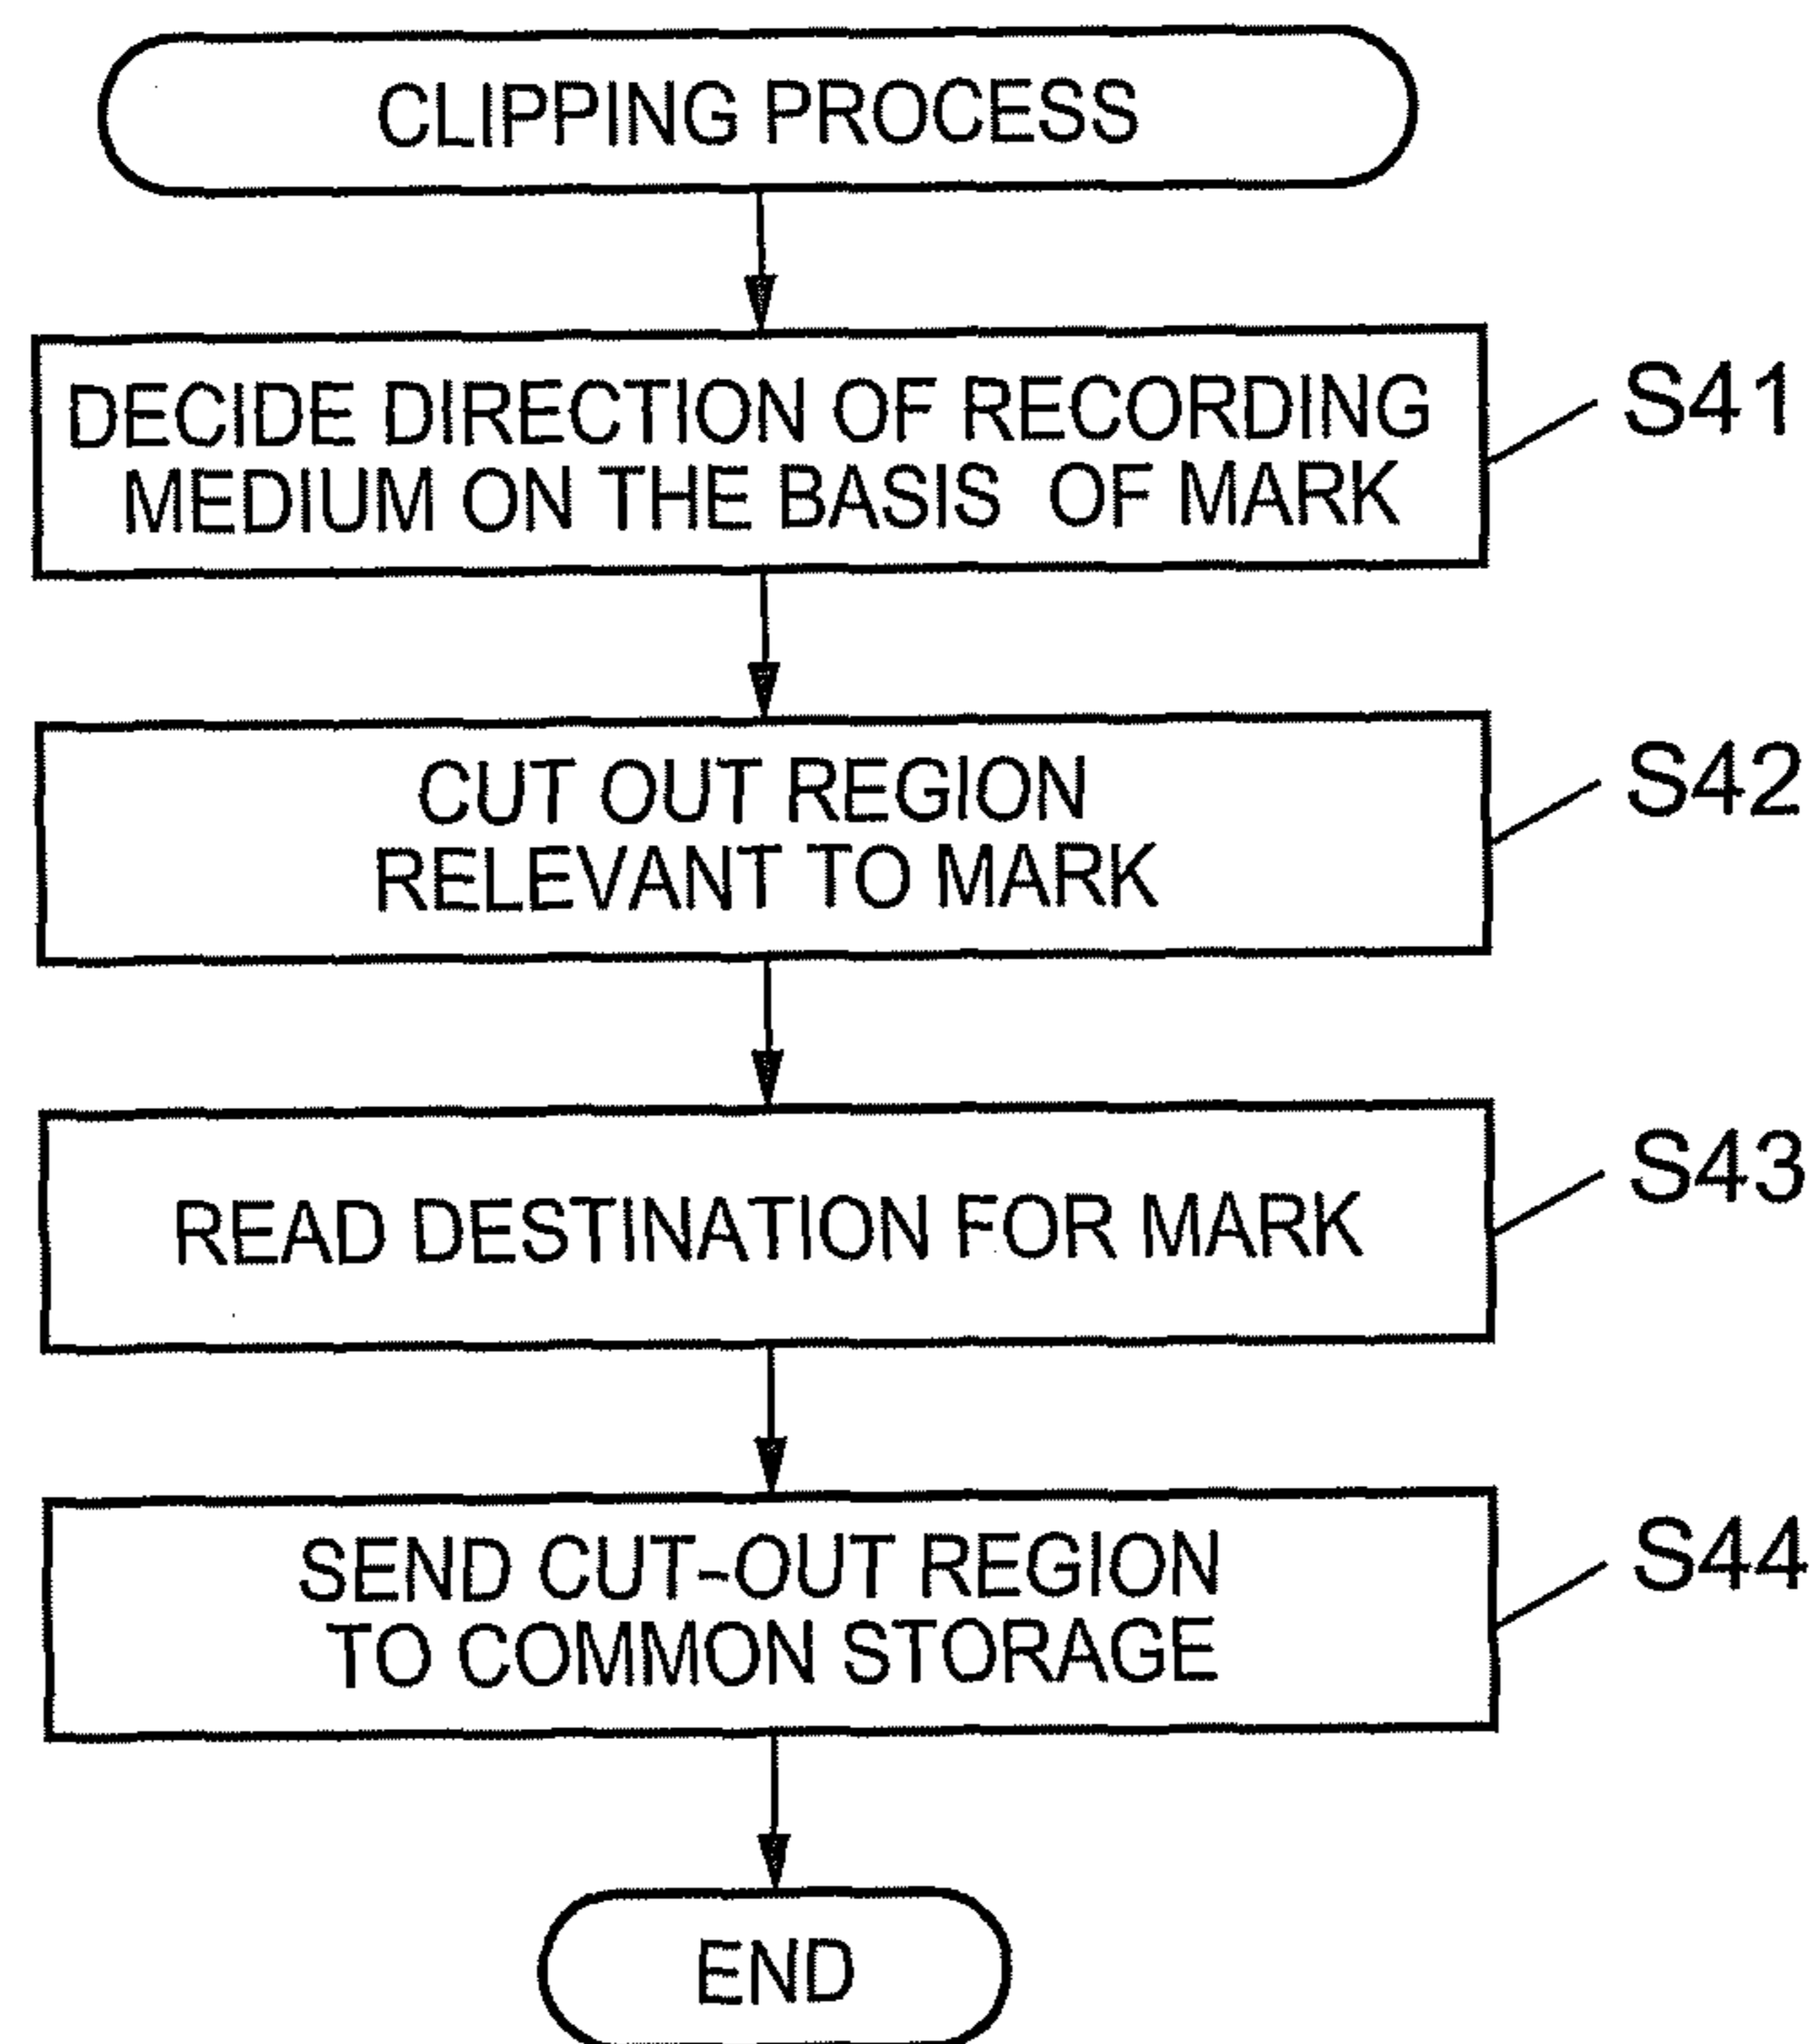 CLIPPING PROCESS
DECIDE DIRECTION OF RECORDING
MEDIUM ON THE BASIS OF MARK
S41
CUT OUT REGION
RELEVANT TO MARK
S42
READ DESTINATION FOR MARK
S43
SEND CUT-OUT REGION
TO COMMON STORAGE
S44
END